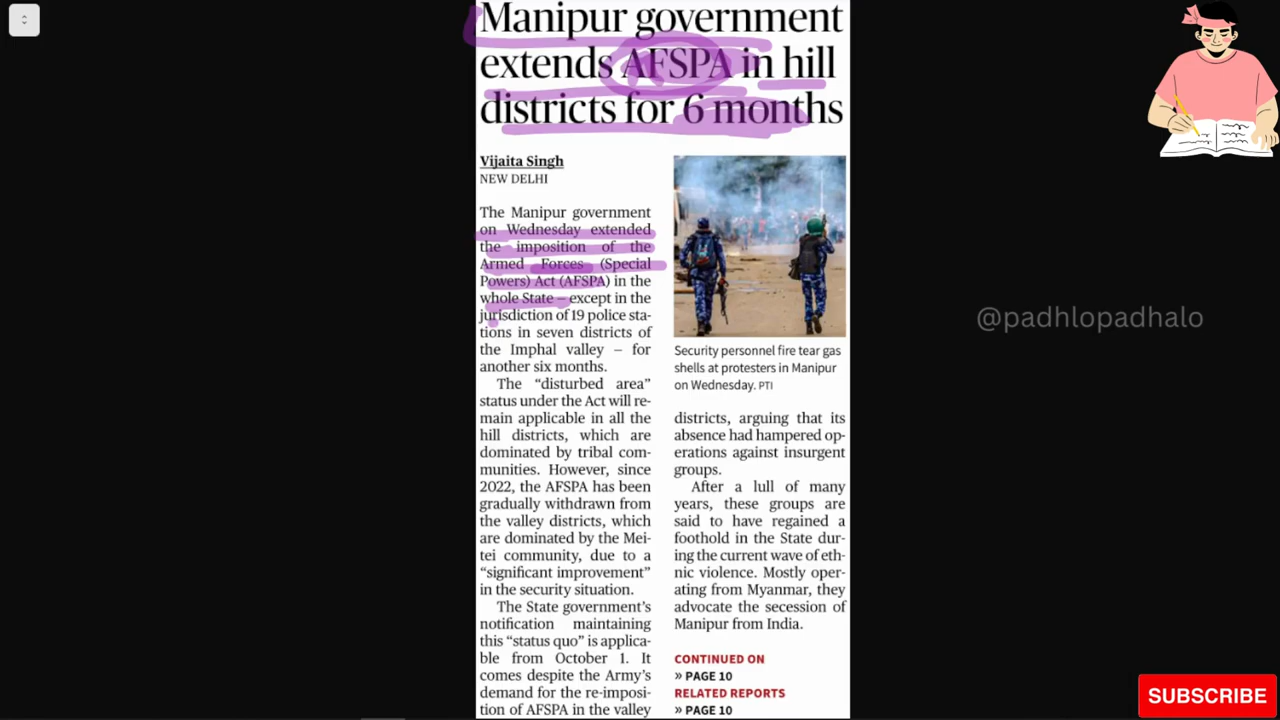 Manipur government
extends AFSPA in hill
districts for 6 months
Vijaita Singh
NEW DELHI
The Manipur government
on Wednesday extended
the imposition of the
Armed Forces (Special
Powers) Act (AFSPA) in the
whole State – except in the
jurisdiction of 19 police sta-
tions in seven districts of
the Imphal valley – for
another six months.
The “disturbed area”
status under the Act will re-
main applicable in all the
hill districts, which are
dominated by tribal com-
munities. However, since
2022, the AFSPA has been
gradually withdrawn from
the valley districts, which
are dominated by the Mei-
tei community, due to a
“significant improvement”
in the security situation.
The State government’s
notification maintaining
this “status quo” is applica-
ble from October 1. It
comes despite the Army’s
demand for the re-imposi-
tion of AFSPA in the valley
Security personnel fire tear gas
shells at protesters in Manipur
on Wednesday. PTI
districts, arguing that its
absence had hampered op-
erations against insurgent
groups.
After a lull of many
years, these groups are
said to have regained a
foothold in the State dur-
ing the current wave of eth-
nic violence. Mostly oper-
ating from Myanmar, they
advocate the secession of
Manipur from India.
CONTINUED ON
» PAGE 10
RELATED REPORTS
» PAGE 10
@padhlopadhalo
SUBSCRIBE